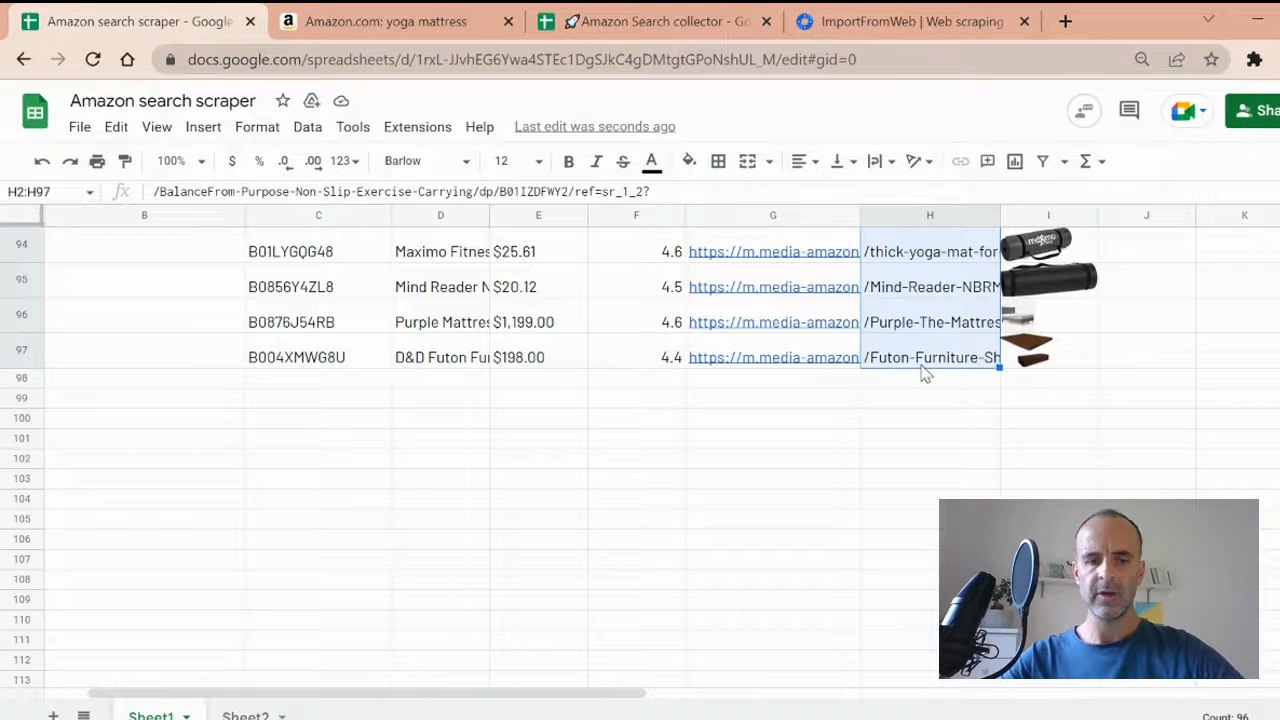 Amazon search scraper - Google
Amazon.com: yoga mattress
🚀Amazon Search collector - Go
ImportFromWeb | Web scraping
docs.google.com/spreadsheets/d/1rxL-JJvhEG6Ywa4STEc1DgSJkC4gDMtgtGPoNshUL_M/edit#gid=0
Amazon search scraper
File Edit View Insert Format Data Tools Extensions Help Last edit was seconds ago
Sha
100% $ % .0 .00 123 Barlow 12 B I S A
H2:H97 fx /BalanceFrom-Purpose-Non-Slip-Exercise-Carrying/dp/B01IZDFWY2/ref=sr_1_2?
B C D E F G H I J K
94 B01LYGQG48 Maximo Fitnes $25.61 4.6 https://m.media-amazon /thick-yoga-mat-for-
95 B0856Y4ZL8 Mind Reader N $20.12 4.5 https://m.media-amazon /Mind-Reader-NBRM
96 B0876J54RB Purple Mattres $1,199.00 4.6 https://m.media-amazon /Purple-The-Mattres
97 B004XMWG8U D&D Futon Fur $198.00 4.4 https://m.media-amazon /Futon-Furniture-Sh
98
99
100
101
102
103
104
105
106
107
108
109
110
111
112
113
Sheet1 Sheet2 Count: 96